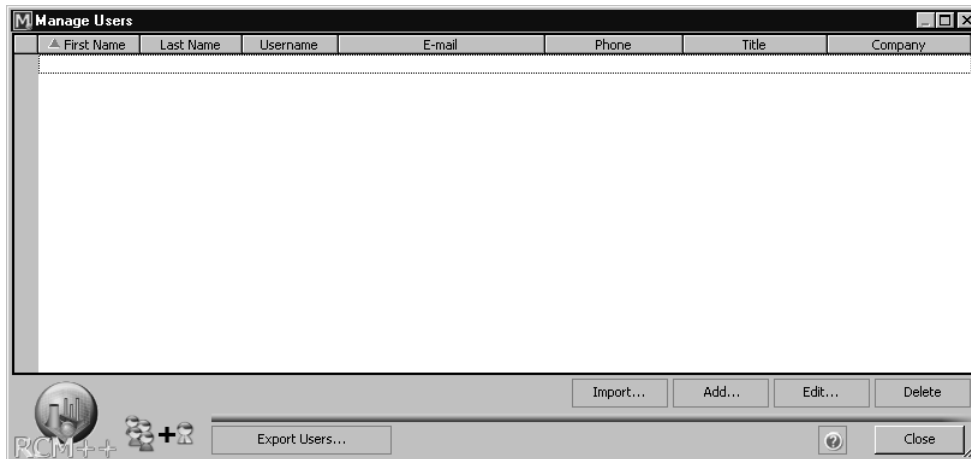 M Manage Users
First Name Last Name Username E-mail Phone Title Company
Import... Add... Edit... Delete
RCM++ Export Users... ? Close